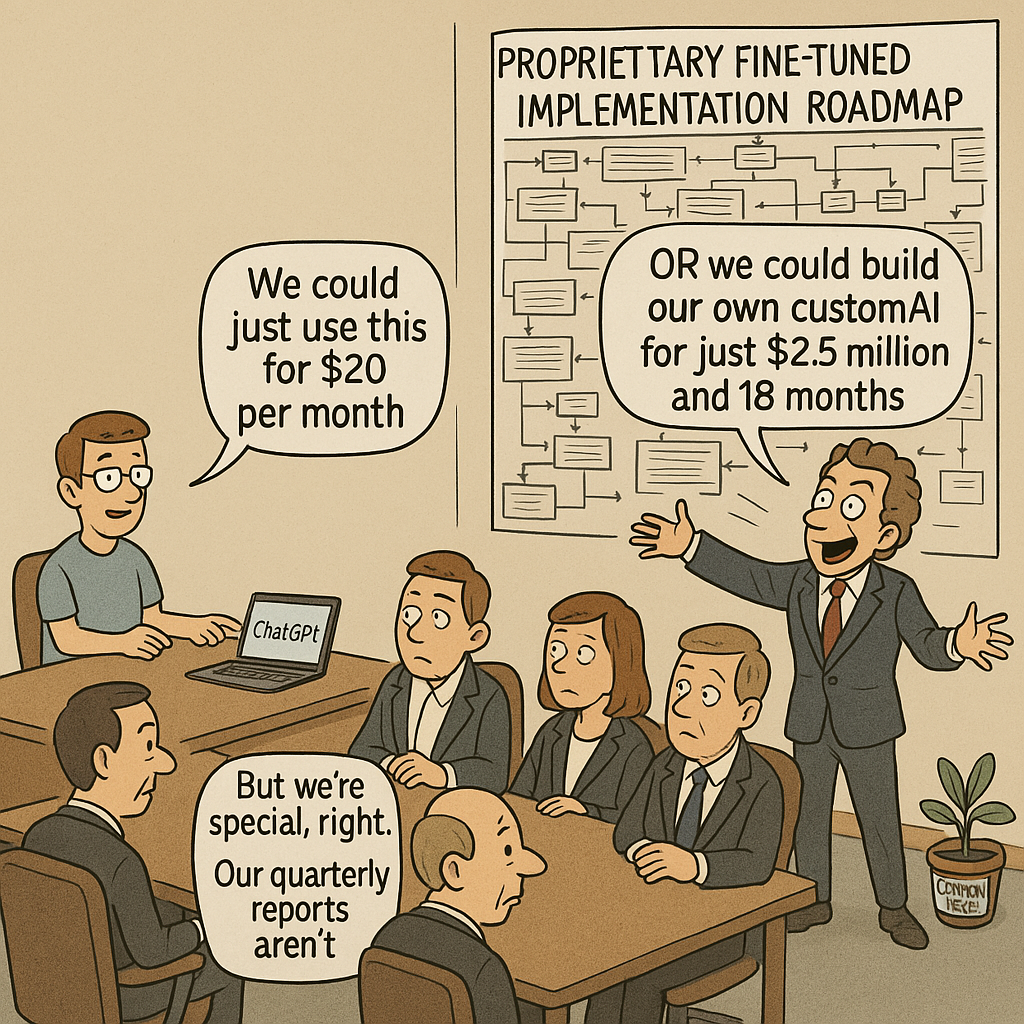 PROPRIETTARY FINE-TUNED
IMPLEMENTATION ROADMAP
We could
just use this
for $20
per month
OR we could build
our own customAI
for just $2.5 million
and 18 months
ChatGPt
But we're
special, right.
Our quarterly
reports
aren't